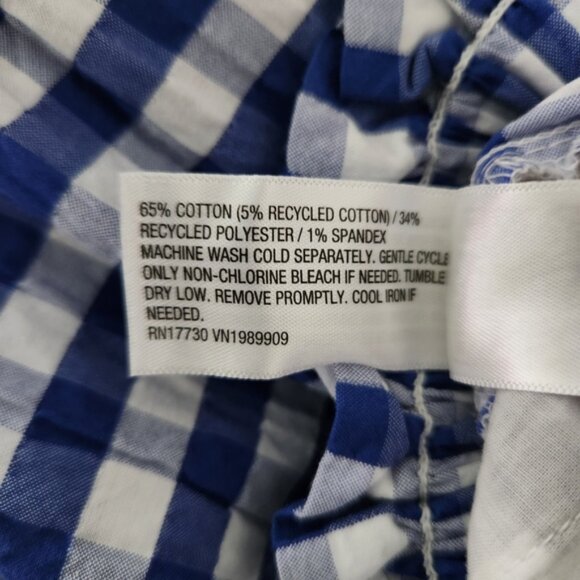 65% COTTON (5% RECYCLED COTTON) / 34%
RECYCLED POLYESTER / 1% SPANDEX
MACHINE WASH COLD SEPARATELY. GENTLE CYCLE
ONLY NON-CHLORINE BLEACH IF NEEDED. TUMBLE
DRY LOW. REMOVE PROMPTLY. COOL IRON IF
NEEDED.
RN17730 VN1989909